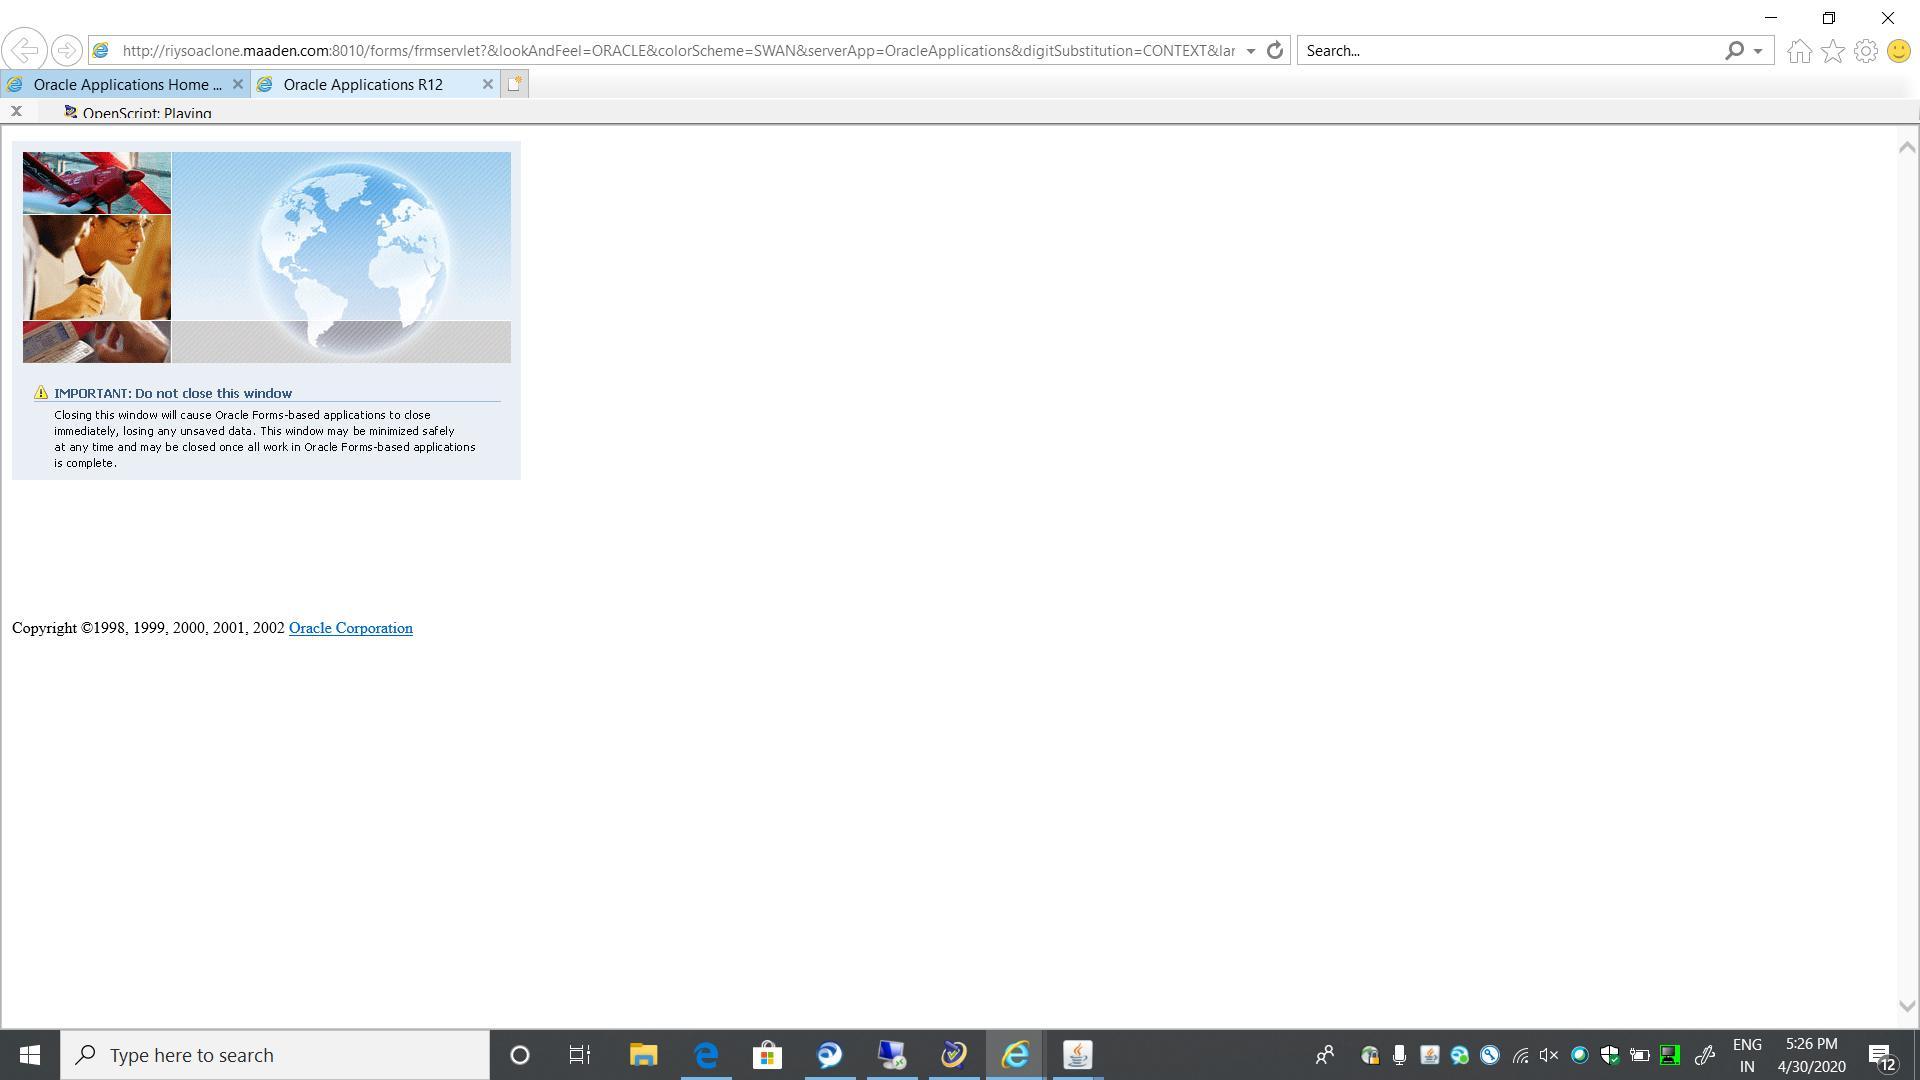 http://riysoaclone.maaden.com:8010/forms/frmservlet?&lookAndFeel=ORACLE&colorScheme=SWAN&serverApp=OracleApplications&digitSubstitution=CONTEXT&lar
Search...
Oracle Applications Home ...
Oracle Applications R12
X OpenScript: Playing
IMPORTANT: Do not close this window
Closing this window will cause Oracle Forms-based applications to close
immediately, losing any unsaved data. This window may be minimized safely
at any time and may be closed once all work in Oracle Forms-based applications
is complete.
Copyright ©1998, 1999, 2000, 2001, 2002 Oracle Corporation
Type here to search
ENG
IN
5:26 PM
4/30/2020
12